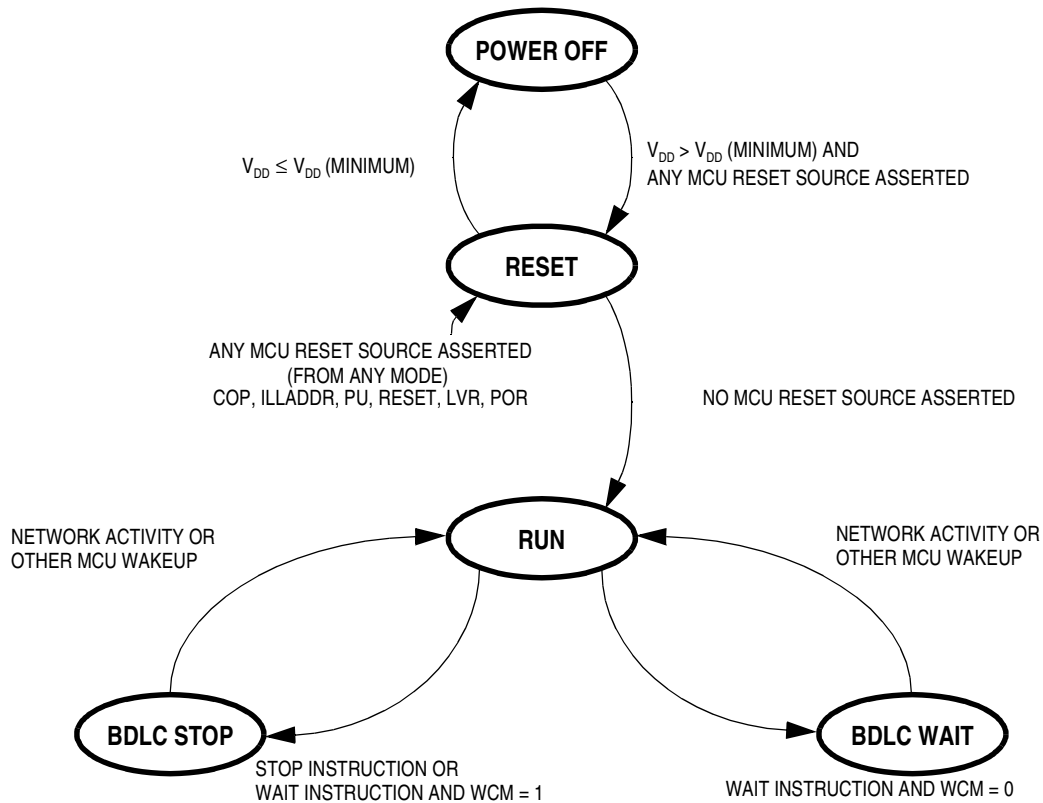 POWER OFF
V_DD ≤ V_DD (MINIMUM)
V_DD > V_DD (MINIMUM) AND
ANY MCU RESET SOURCE ASSERTED
RESET
ANY MCU RESET SOURCE ASSERTED
(FROM ANY MODE)
COP, ILLADDR, PU, RESET, LVR, POR
NO MCU RESET SOURCE ASSERTED
NETWORK ACTIVITY OR
OTHER MCU WAKEUP
RUN
NETWORK ACTIVITY OR
OTHER MCU WAKEUP
BDLC STOP
BDLC WAIT
STOP INSTRUCTION OR
WAIT INSTRUCTION AND WCM = 1
WAIT INSTRUCTION AND WCM = 0